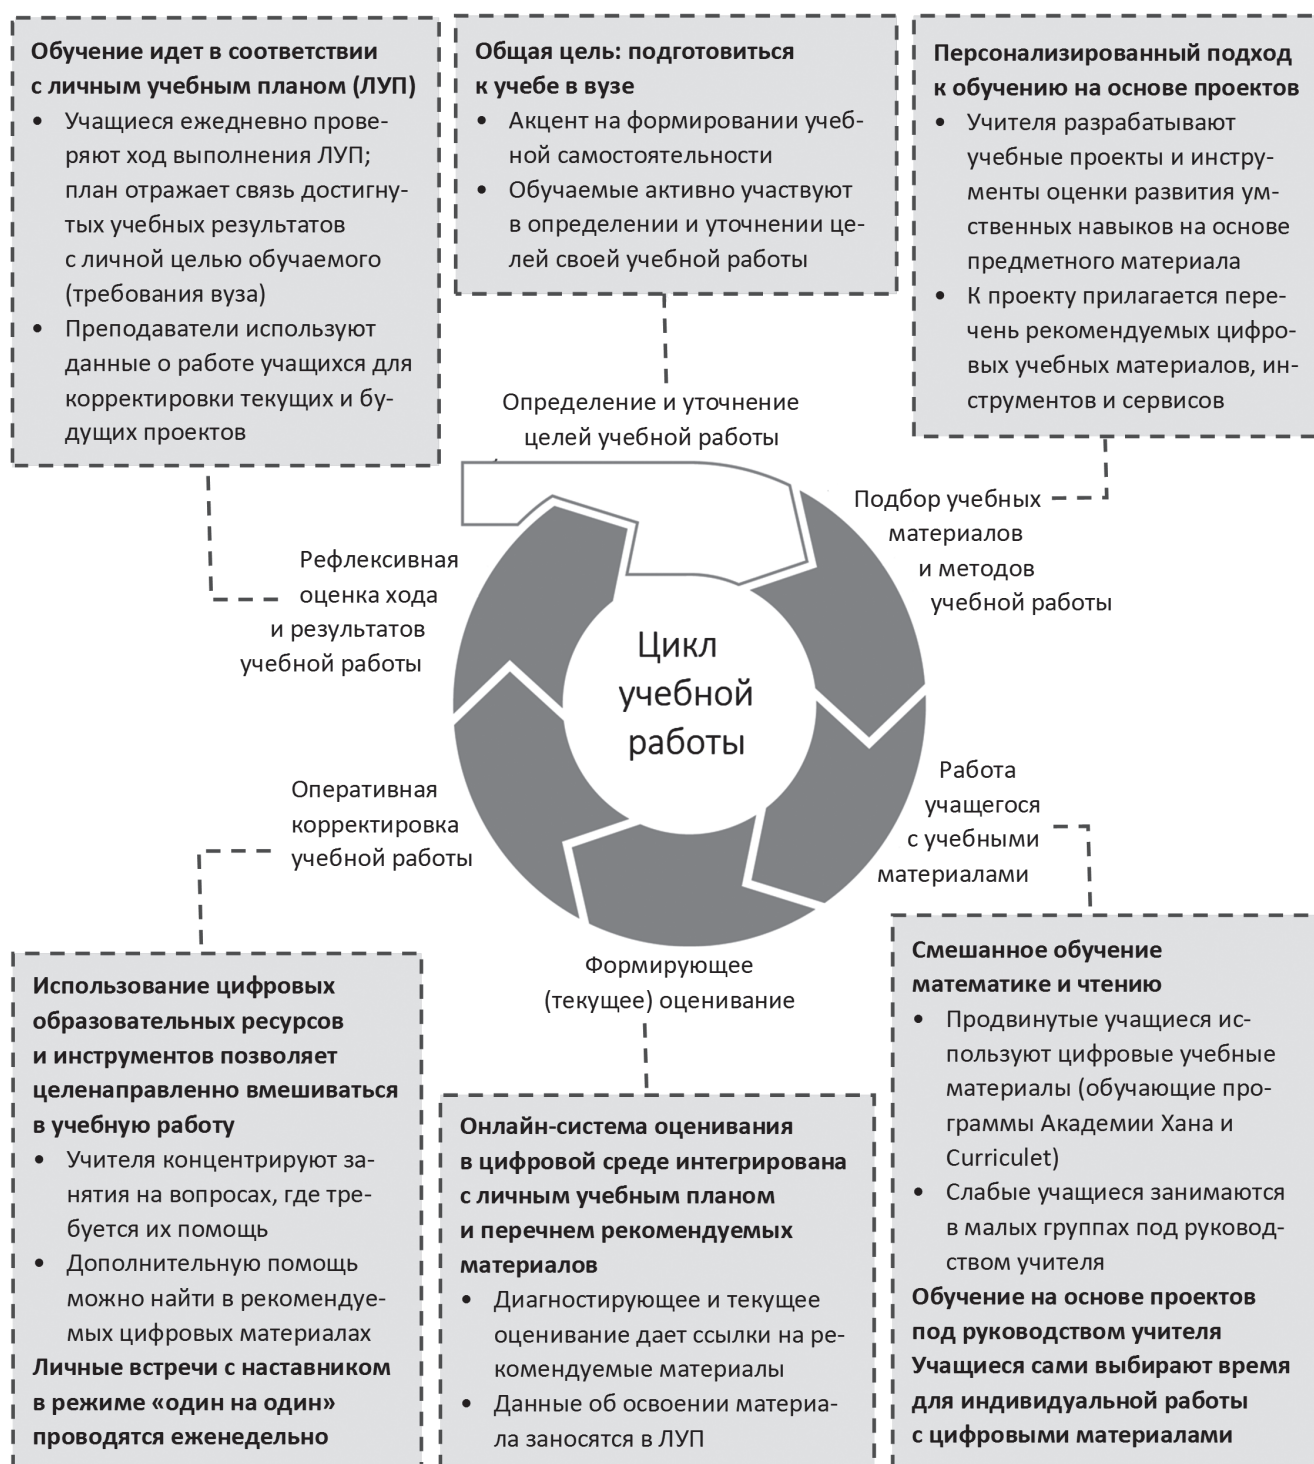 Обучение идет в соответствии
с личным учебным планом (ЛУП)
• Учащиеся ежедневно прове-
ряют ход выполнения ЛУП;
план отражает связь достигну-
тых учебных результатов
с личной целью обучаемого
(требования вуза)
• Преподаватели используют
данные о работе учащихся для
корректировки текущих и бу-
дущих проектов
Общая цель: подготовиться
к учебе в вузе
• Акцент на формировании учеб-
ной самостоятельности
• Обучаемые активно участвуют
в определении и уточнении це-
лей своей учебной работы
Персонализированный подход
к обучению на основе проектов
• Учителя разрабатывают
учебные проекты и инстру-
менты оценки развития ум-
ственных навыков на основе
предметного материала
• К проекту прилагается пере-
чень рекомендуемых цифро-
вых учебных материалов, ин-
струментов и сервисов
Определение и уточнение
целей учебной работы
Подбор учебных
материалов
и методов
учебной работы
Рефлексивная
оценка хода
и результатов
учебной работы
Цикл
учебной
работы
Работа
учащегося
с учебными
материалами
Оперативная
корректировка
учебной работы
Формирующее
(текущее) оценивание
Использование цифровых
образовательных ресурсов
и инструментов позволяет
целенаправленно вмешиваться
в учебную работу
• Учителя концентрируют за-
нятия на вопросах, где тре-
буется их помощь
• Дополнительную помощь
можно найти в рекомендуе-
мых цифровых материалах
Личные встречи с наставником
в режиме «один на один»
проводятся еженедельно
Онлайн-система оценивания
в цифровой среде интегрирована
с личным учебным планом
и перечнем рекомендуемых
материалов
• Диагностирующее и текущее
оценивание дает ссылки на ре-
комендуемые материалы
• Данные об освоении материа-
ла заносятся в ЛУП
Смешанное обучение
математике и чтению
• Продвинутые учащиеся ис-
пользуют цифровые учебные
материалы (обучающие про-
граммы Академии Хана и
Curriculet)
• Слабые учащиеся занимаются
в малых группах под руковод-
ством учителя
Обучение на основе проектов
под руководством учителя
Учащиеся сами выбирают время
для индивидуальной работы
с цифровыми материалами